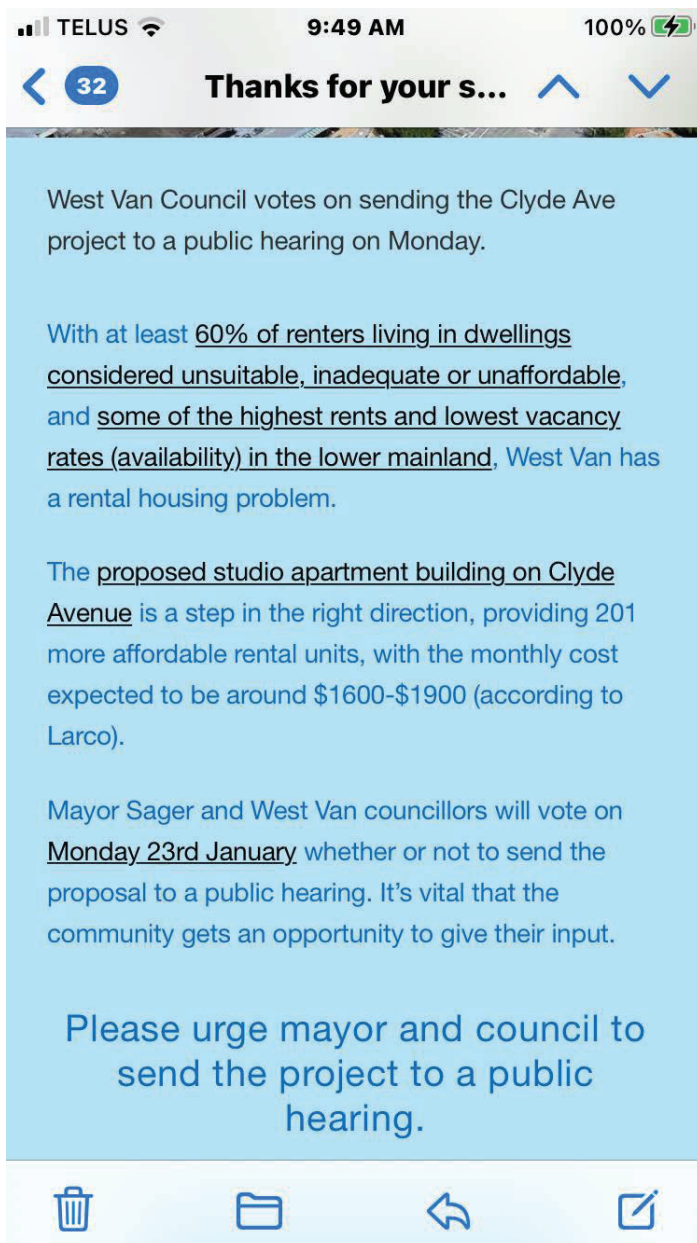 TELUS 9:49 AM 100%
32 Thanks for your s...
West Van Council votes on sending the Clyde Ave
project to a public hearing on Monday.
With at least 60% of renters living in dwellings
considered unsuitable, inadequate or unaffordable,
and some of the highest rents and lowest vacancy
rates (availability) in the lower mainland, West Van has
a rental housing problem.
The proposed studio apartment building on Clyde
Avenue is a step in the right direction, providing 201
more affordable rental units, with the monthly cost
expected to be around $1600-$1900 (according to
Larco).
Mayor Sager and West Van councillors will vote on
Monday 23rd January whether or not to send the
proposal to a public hearing. It’s vital that the
community gets an opportunity to give their input.
Please urge mayor and council to
send the project to a public
hearing.